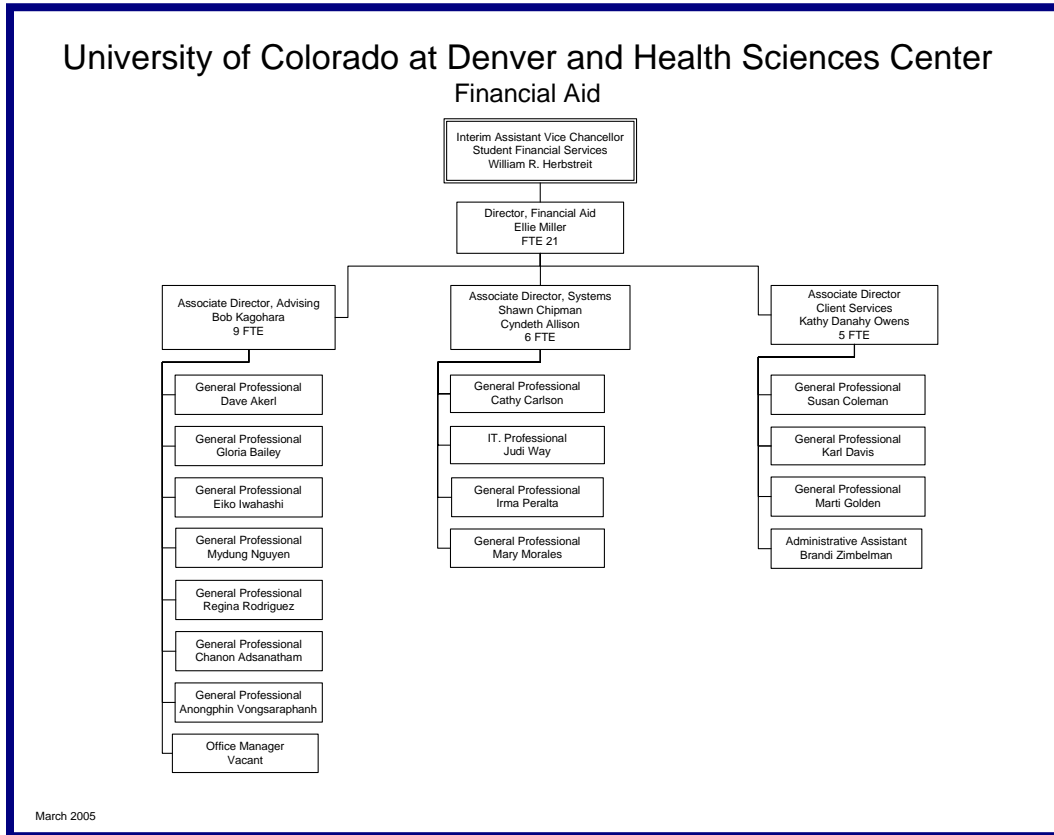 University of Colorado at Denver and Health Sciences Center
Financial Aid
Interim Assistant Vice Chancellor
Student Financial Services
William R. Herbstreit
Director, Financial Aid
Ellie Miller
FTE 21
Associate Director, Advising
Bob Kagohara
9 FTE
General Professional
Dave Akerl
General Professional
Gloria Bailey
General Professional
Eiko Iwahashi
General Professional
Mydung Nguyen
General Professional
Regina Rodriguez
General Professional
Chanon Adsanatham
General Professional
Anongphin Vongsaraphanh
Office Manager
Vacant
Associate Director, Systems
Shawn Chipman
Cyndeth Allison
6 FTE
General Professional
Cathy Carlson
IT. Professional
Judi Way
General Professional
Irma Peralta
General Professional
Mary Morales
Associate Director
Client Services
Kathy Danahy Owens
5 FTE
General Professional
Susan Coleman
General Professional
Karl Davis
General Professional
Marti Golden
Administrative Assistant
Brandi Zimbelman
March 2005